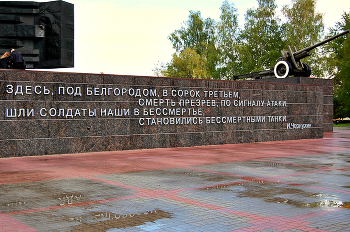 ЗДЕСЬ, ПОД БЕЛГОРОДОМ, В СОРОК ТРЕТЬЕМ,
СМЕРТЬ ПРЕЗРЕВ, ПО СИГНАЛУ АТАКИ
ШЛИ СОЛДАТЫ НАШИ В БЕССМЕРТЬЕ,
СТАНОВИЛИСЬ БЕССМЕРТНЫМИ ТАНКИ.